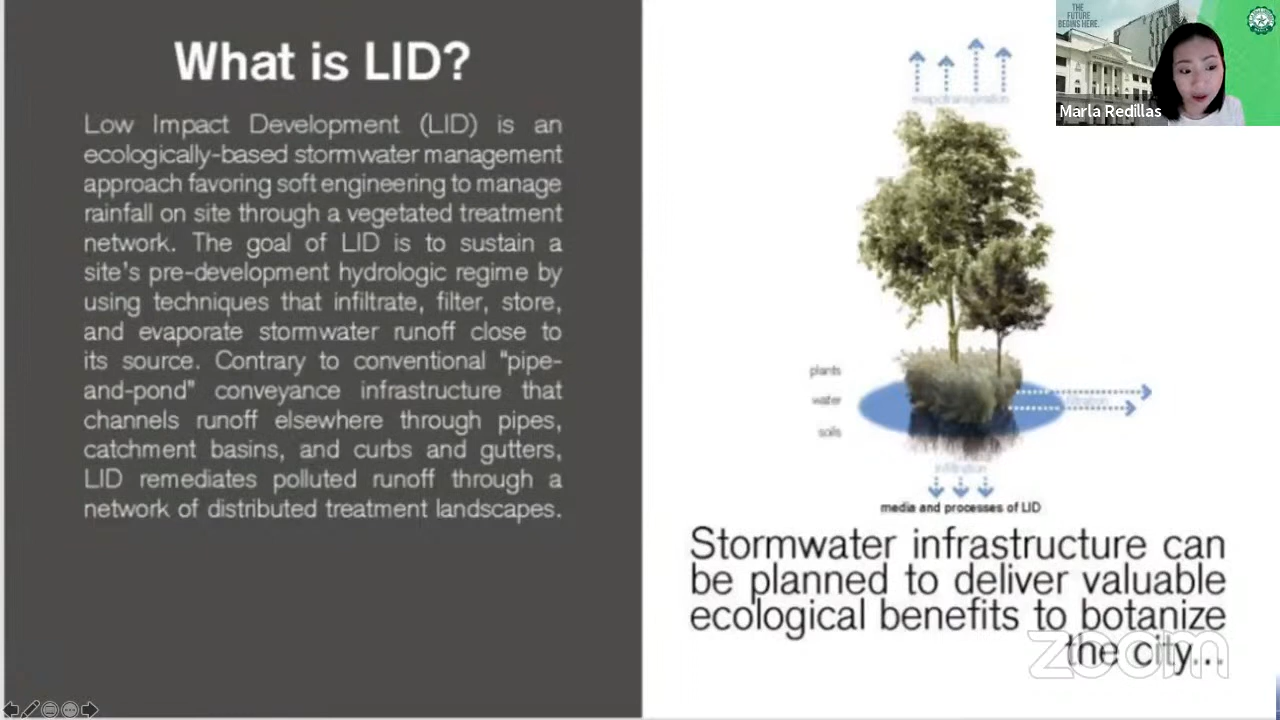 What is LID?
Low Impact Development (LID) is an
ecologically-based stormwater management
approach favoring soft engineering to manage
rainfall on site through a vegetated treatment
network. The goal of LID is to sustain a
site's pre-development hydrologic regime by
using techniques that infiltrate, filter, store,
and evaporate stormwater runoff close to
its source. Contrary to conventional "pipe-
and-pond" conveyance infrastructure that
channels runoff elsewhere through pipes,
catchment basins, and curbs and gutters,
LID remediates polluted runoff through a
network of distributed treatment landscapes.
THE
FUTURE
BEGINS HERE.
Marla Redillas
evapotranspiration
plants
water
filtration
soils
infiltration
media and processes of LID
Stormwater infrastructure can
be planned to deliver valuable
ecological benefits to botanize
the city...
zoom